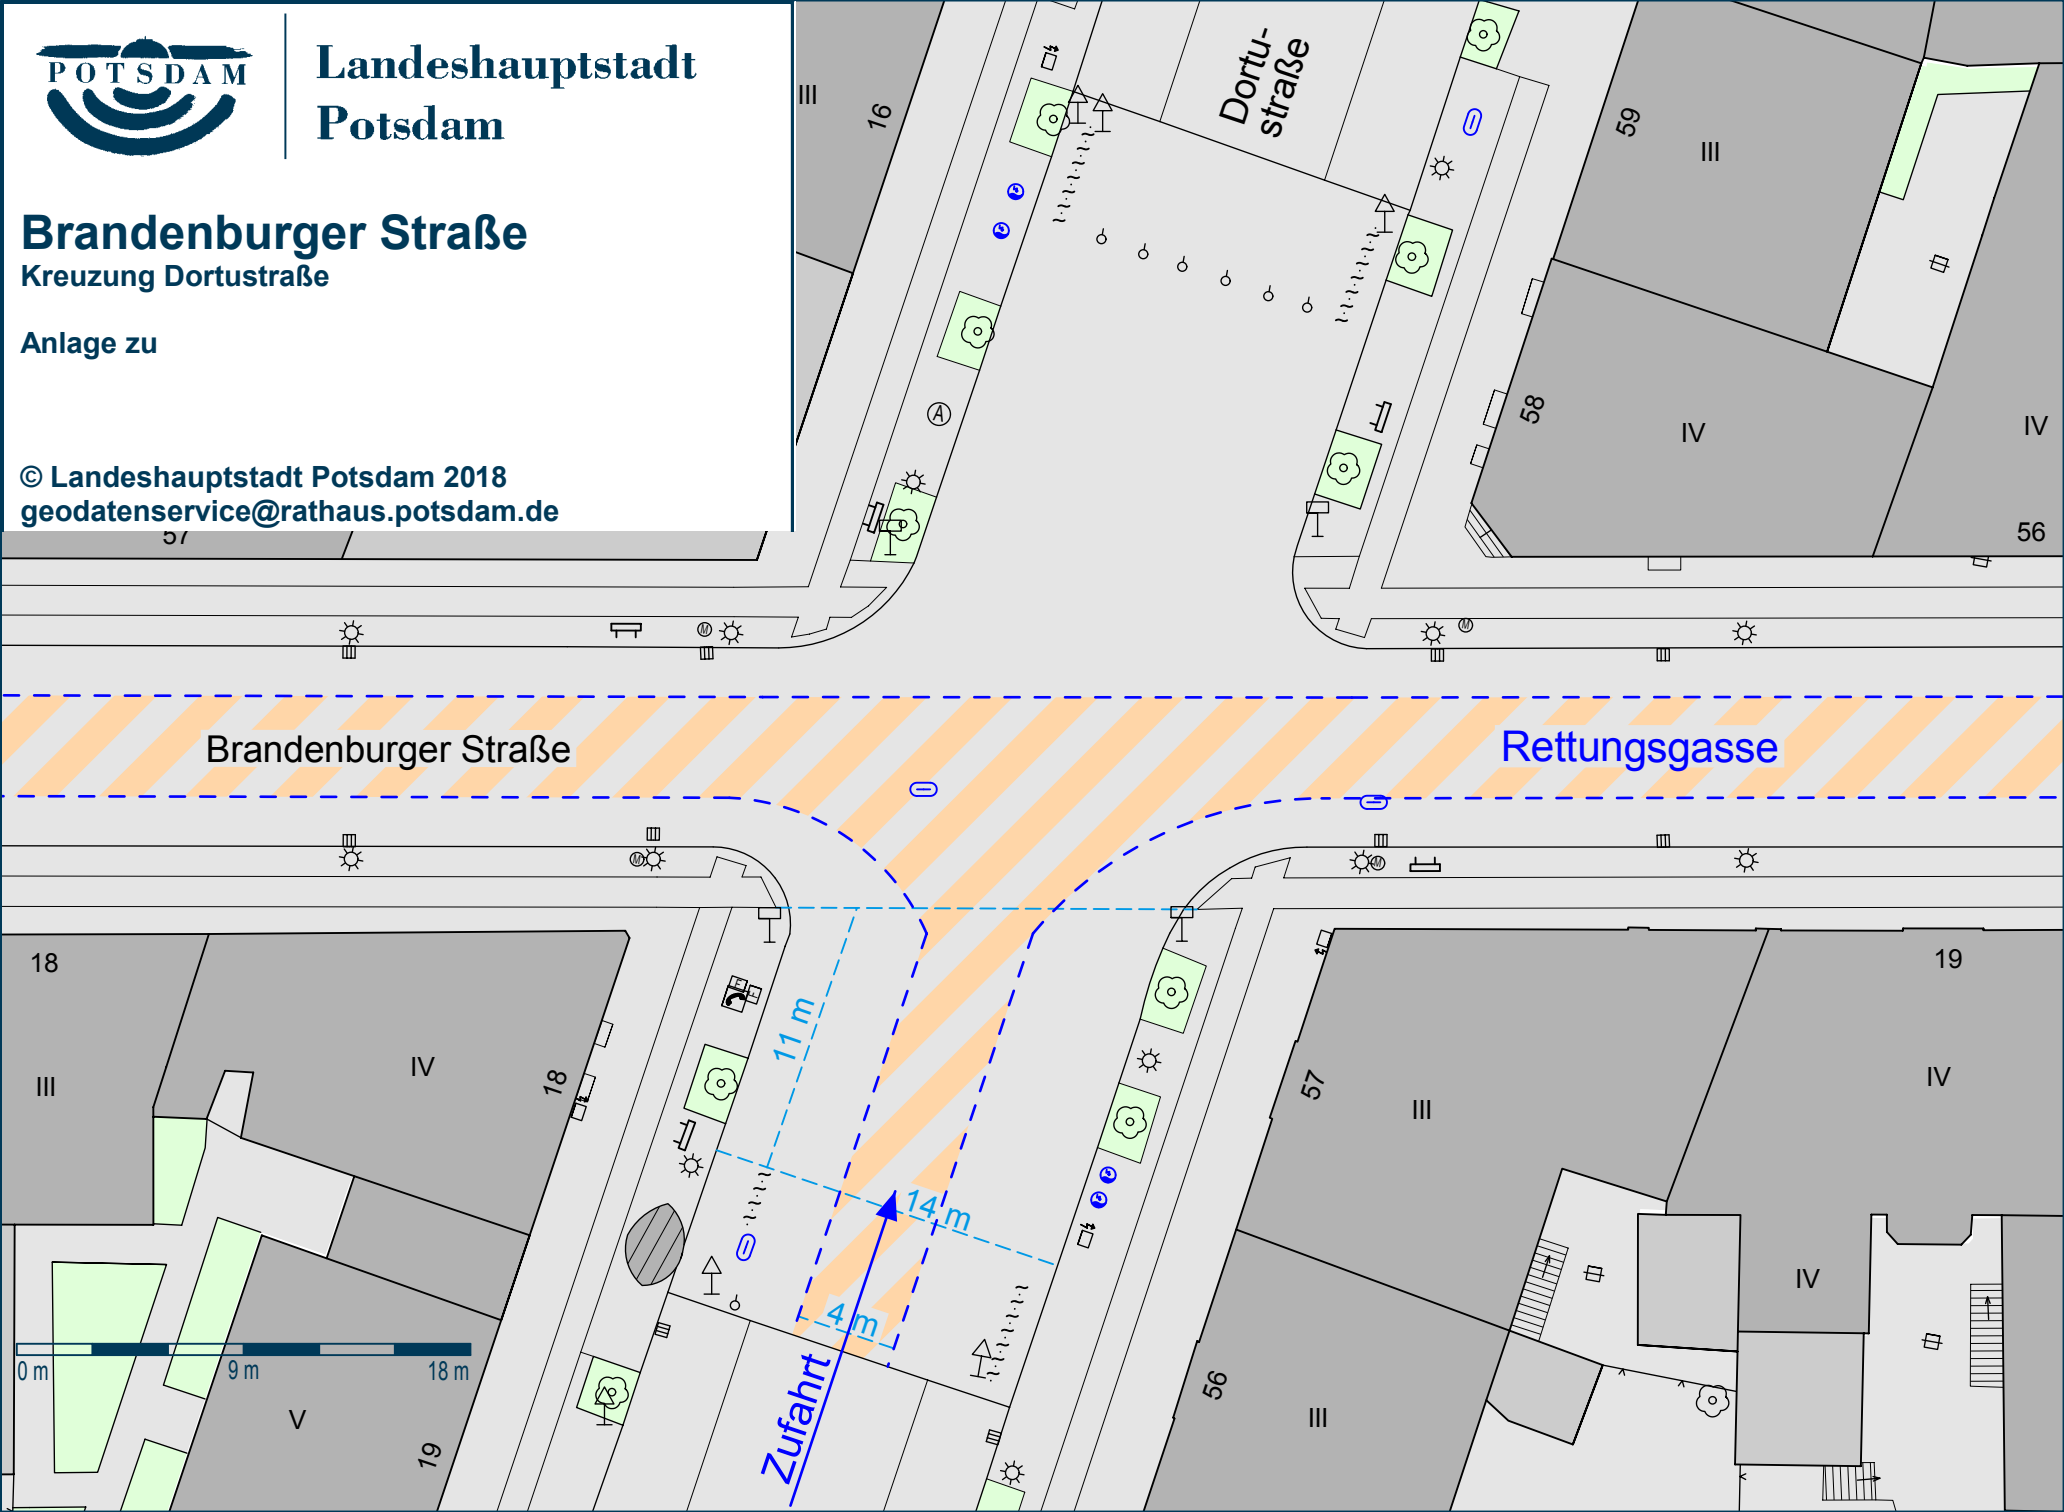 POTSDAM
Landeshauptstadt
Potsdam
Brandenburger Straße
Kreuzung Dortustraße
Anlage zu
© Landeshauptstadt Potsdam 2018
geodatenservice@rathaus.potsdam.de
57
III
16
Dortu-
straße
59
III
58
IV
IV
56
A
M
M
Brandenburger Straße
Rettungsgasse
M
M
18
III
IV
18
11 m
14 m
4 m
Zufahrt
57
III
19
IV
IV
56
III
V
19
0 m
9 m
18 m